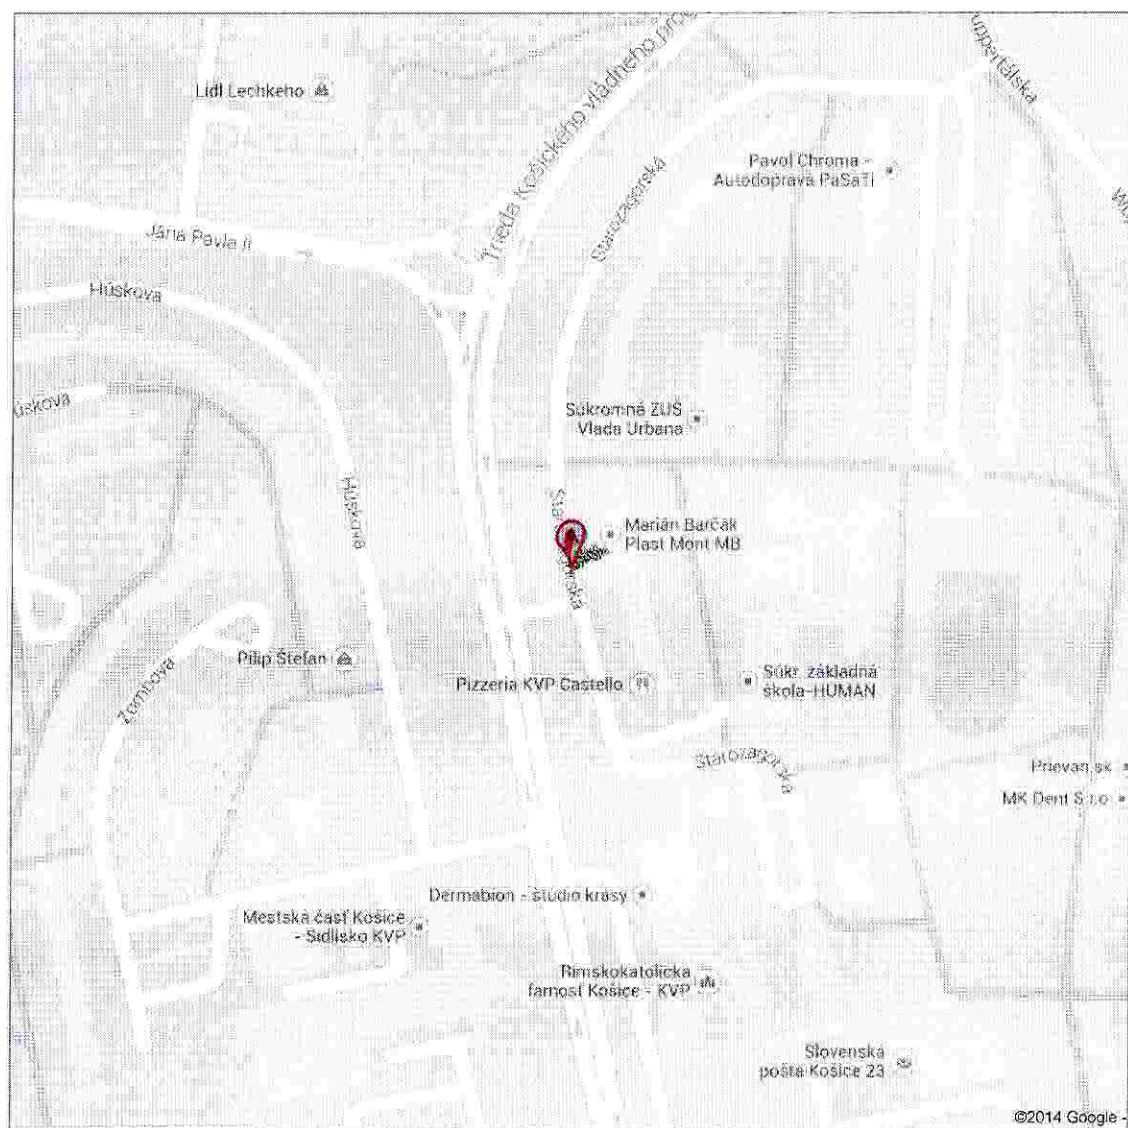 Lidl Lechkeho
Trieda Košického vládneho
Starozagorská
Pavol Chroma -
Autodoprava PaSaTi
Jána Pavla II
Húskova
Húskova
Súkromná ZUŠ
Vlada Urbana
Húskova
Marián Barčák
Plast Mont MB
Pilip Štefan
Zombova
Pizzeria KVP Castello
Súkr. základná
škola-HUMAN
Starozagorská
Prievan.sk
MK Dent S.r.o
Dermabion - štúdio krásy
Mestská časť Košice
- Sídlisko KVP
Rímskokatolícka
farnosť Košice - KVP
Slovenská
pošta Košice 23
©2014 Google -